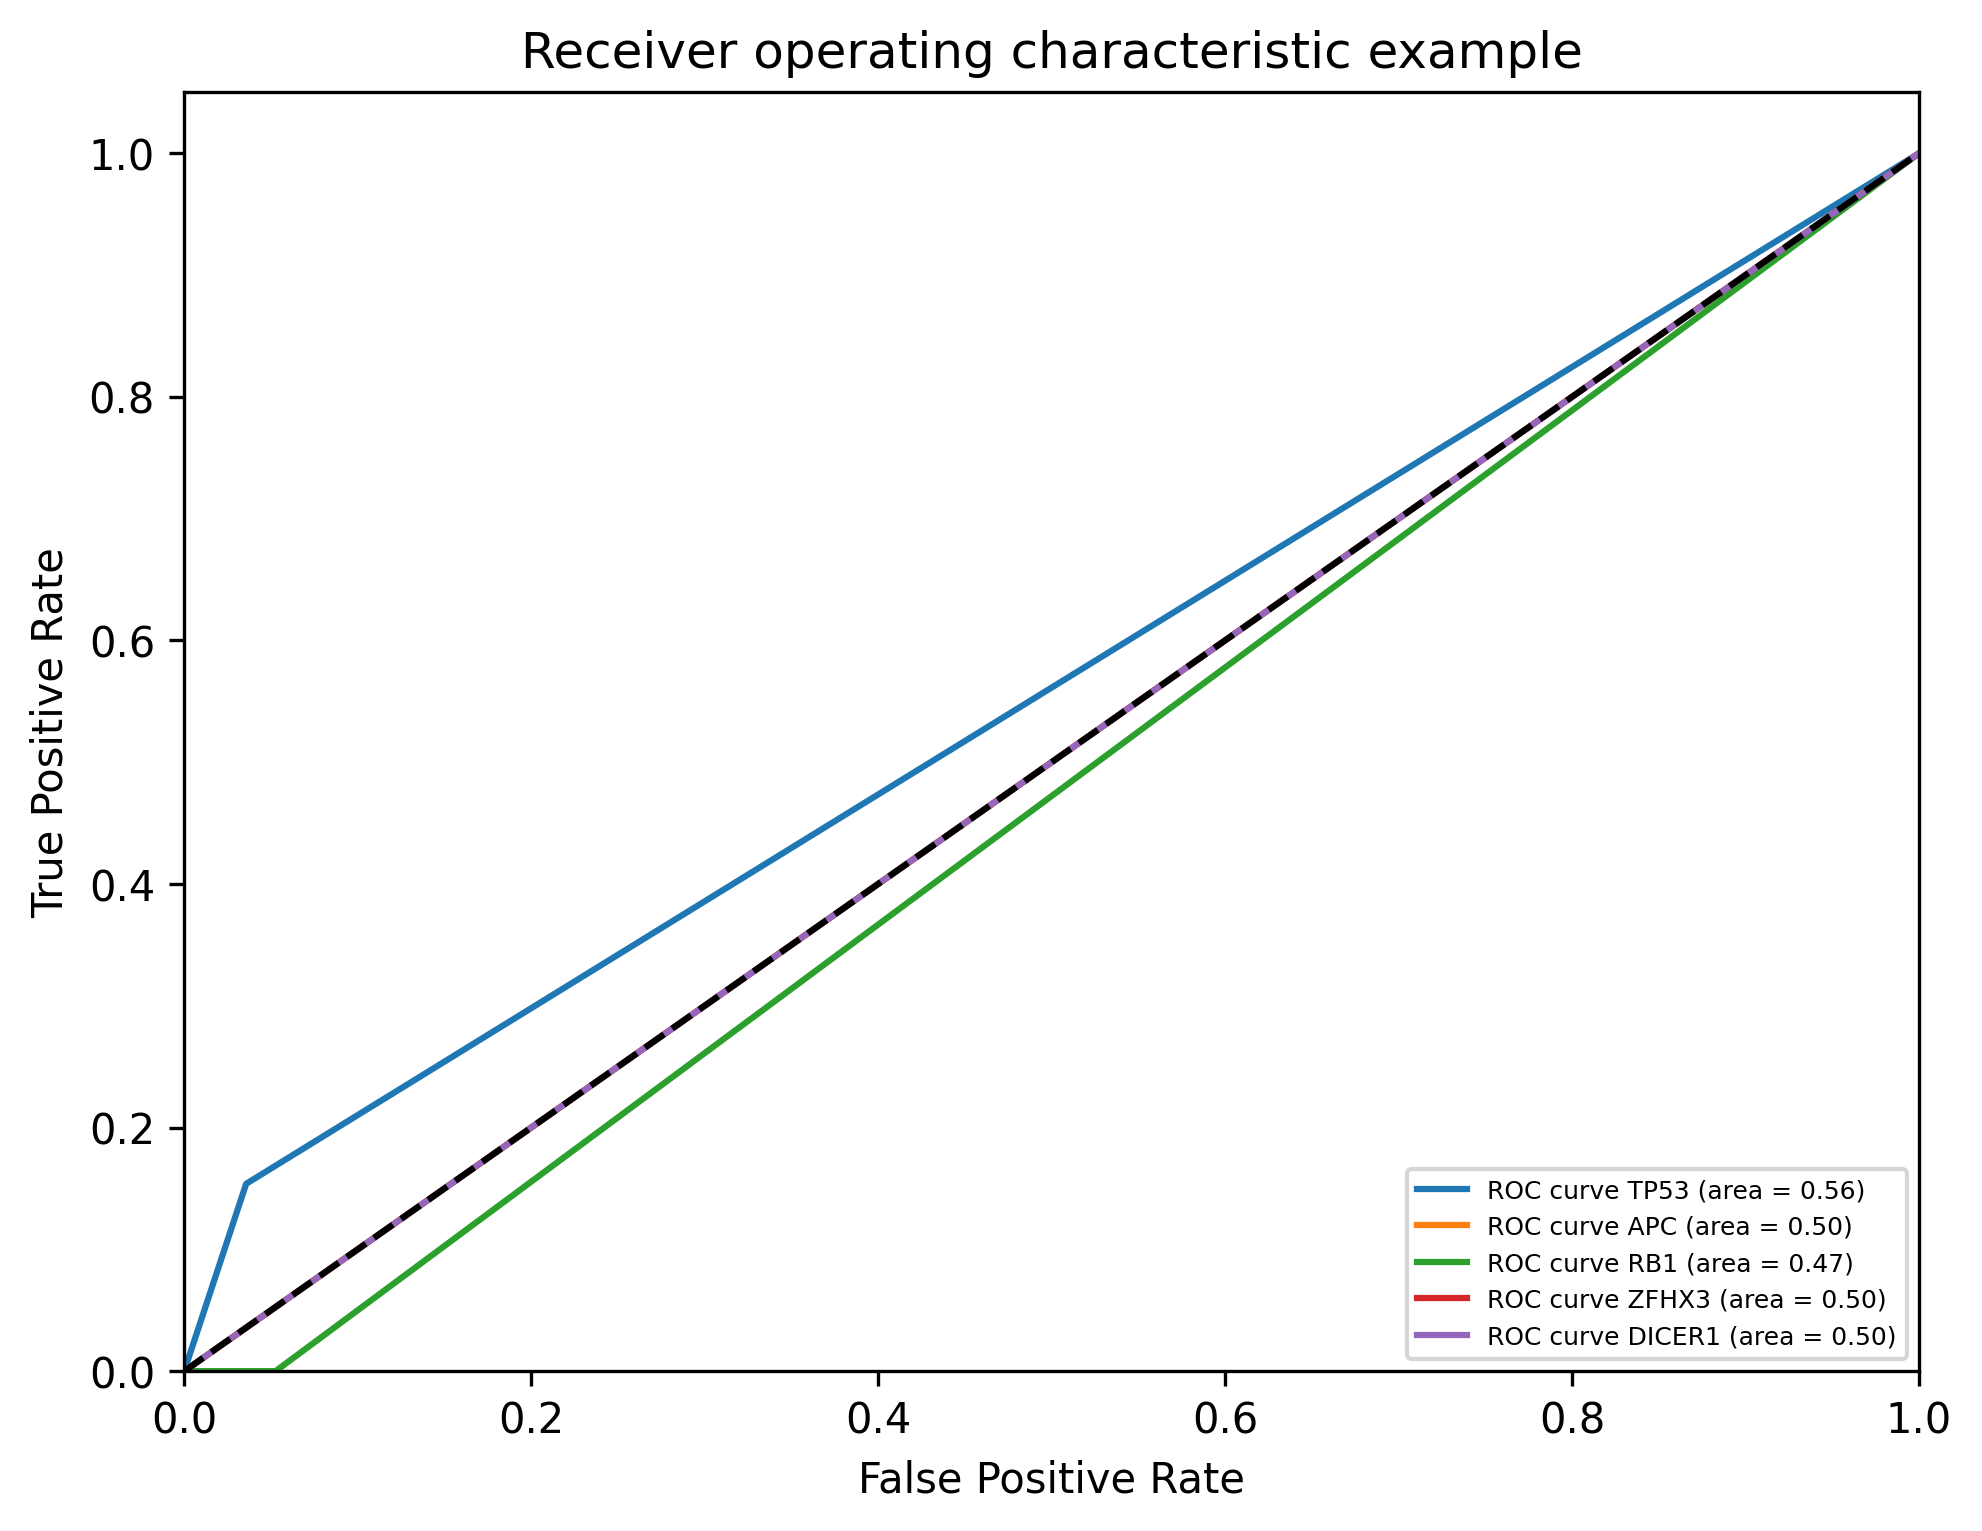 Receiver operating characteristic example
1.0
0.8
0.6
0.4
0.2
0.0
True Positive Rate
ROC curve TP53 (area = 0.56)
ROC curve APC (area = 0.50)
ROC curve RB1 (area = 0.47)
ROC curve ZFHX3 (area = 0.50)
ROC curve DICER1 (area = 0.50)
0.0 0.2 0.4 0.6 0.8 1.0
False Positive Rate